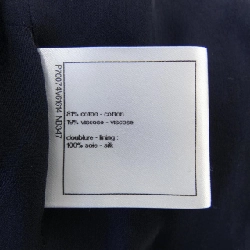 81% coton - cotton
19% viscose - viscose
doublure - lining :
100% soie - silk